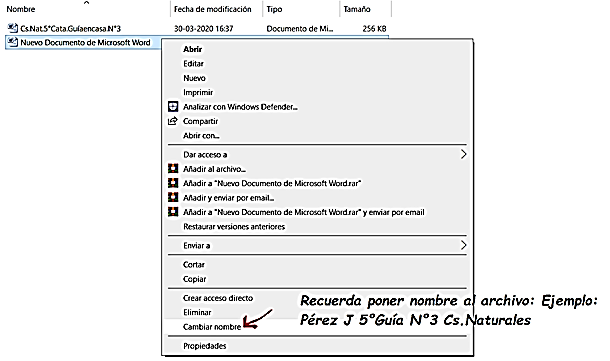 Nombre Fecha de modificación Tipo Tamaño
Cs.Nat.5°Cata.Guíaencasa.N°3 30-03-2020 16:37 Documento de Mi... 256 KB
Nuevo Documento de Microsoft Word
Abrir
Editar
Nuevo
Imprimir
Analizar con Windows Defender...
Compartir
Abrir con...
Dar acceso a
Añadir al archivo...
Añadir a "Nuevo Documento de Microsoft Word.rar"
Añadir y enviar por email...
Añadir a "Nuevo Documento de Microsoft Word.rar" y enviar por email
Restaurar versiones anteriores
Enviar a
Cortar
Copiar
Crear acceso directo
Eliminar
Cambiar nombre
Propiedades
Recuerda poner nombre al archivo: Ejemplo:
Pérez J 5°Guía N°3 Cs.Naturales